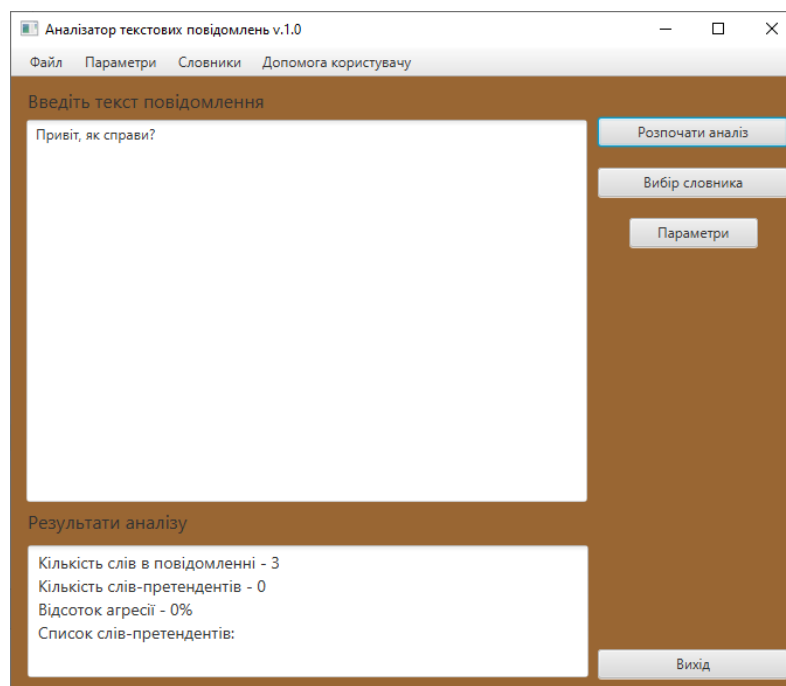 Аналізатор текстових повідомлень v.1.0
Файл Параметри Словники Допомога користувачу
Введіть текст повідомлення
Привіт, як справи?
Розпочати аналіз
Вибір словника
Параметри
Результати аналізу
Кількість слів в повідомленні - 3
Кількість слів-претендентів - 0
Відсоток агресії - 0%
Список слів-претендентів:
Вихід